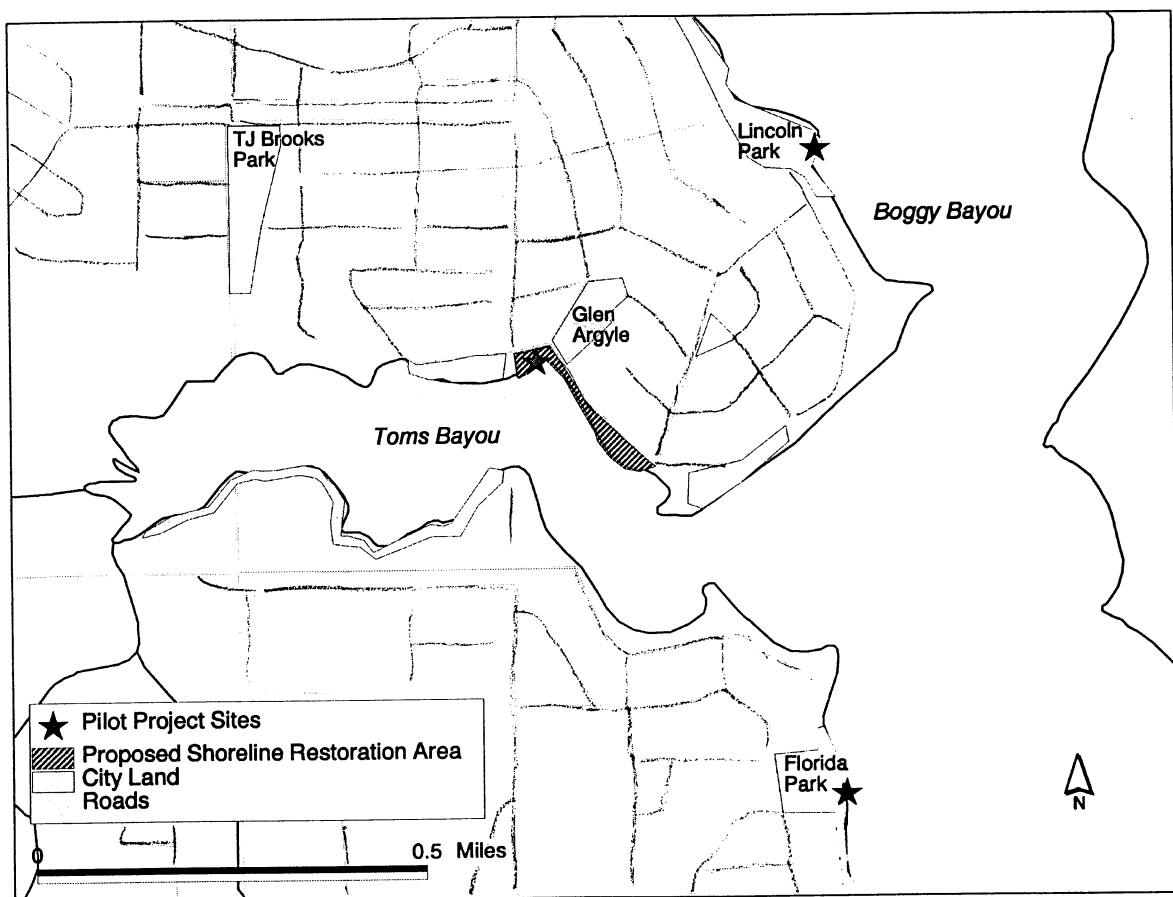 TJ Brooks
Park
Lincoln
Park
Boggy Bayou
Glen
Argyle
Toms Bayou
Pilot Project Sites
Proposed Shoreline Restoration Area
City Land
Roads
Florida
Park
N
0
0.5 Miles